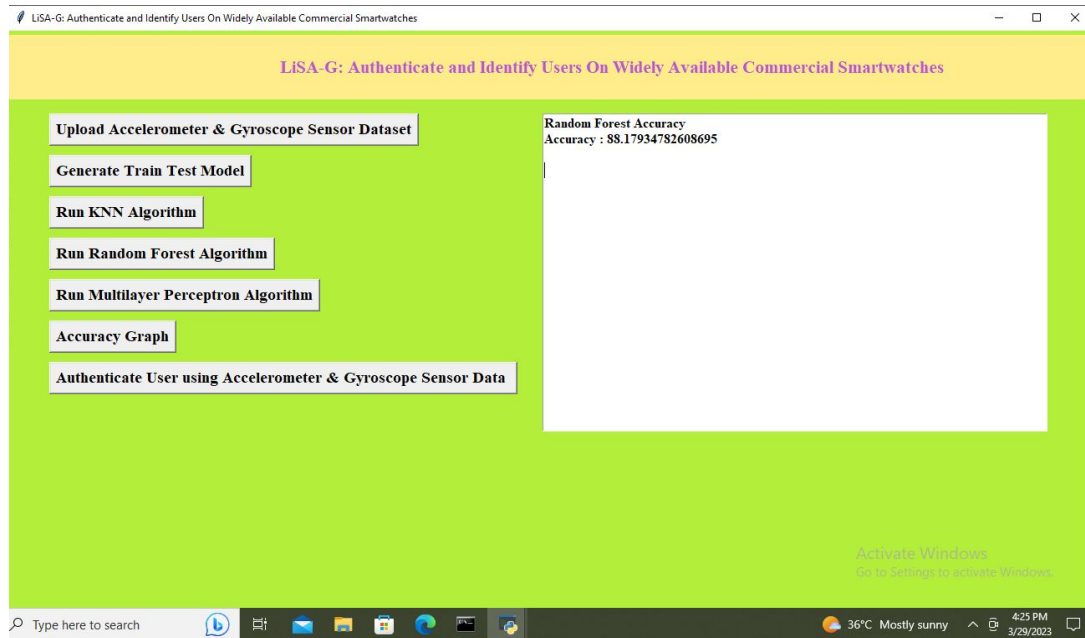 LiSA-G: Authenticate and Identify Users On Widely Available Commercial Smartwatches
LiSA-G: Authenticate and Identify Users On Widely Available Commercial Smartwatches
Upload Accelerometer & Gyroscope Sensor Dataset
Generate Train Test Model
Run KNN Algorithm
Run Random Forest Algorithm
Run Multilayer Perceptron Algorithm
Accuracy Graph
Authenticate User using Accelerometer & Gyroscope Sensor Data
Random Forest Accuracy
Accuracy : 88.17934782608695
Activate Windows
Go to Settings to activate Windows.
Type here to search
36°C Mostly sunny
4:25 PM
3/29/2023